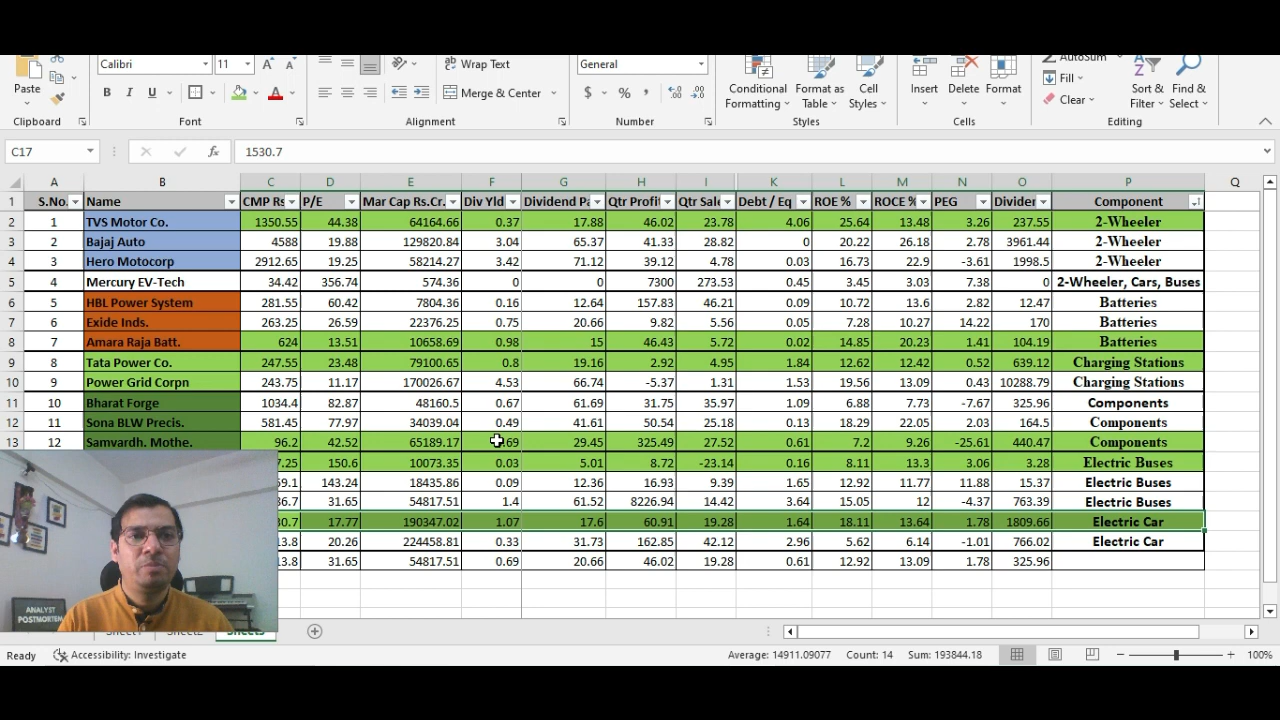 Calibri 11 Wrap Text General AutoSum
Paste B I U Merge & Center $ % Conditional Formatting Format as Table Cell Styles Insert Delete Format Fill Clear Sort & Filter Find & Select
Clipboard Font Alignment Number Styles Cells Editing
C17 fx 1530.7
A B C D E F G H I K L M N O P Q
1 S.No. Name CMP Rs P/E Mar Cap Rs.Cr. Div Yld Dividend Pa Qtr Profit Qtr Sale Debt / Eq ROE % ROCE % PEG Dividen Component
2 1 TVS Motor Co. 1350.55 44.38 64164.66 0.37 17.88 46.02 23.78 4.06 25.64 13.48 3.26 237.55 2-Wheeler
3 2 Bajaj Auto 4588 19.88 129820.84 3.04 65.37 41.33 28.82 0 20.22 26.18 2.78 3961.44 2-Wheeler
4 3 Hero Motocorp 2912.65 19.25 58214.27 3.42 71.12 39.12 4.78 0.03 16.73 22.9 -3.61 1998.5 2-Wheeler
5 4 Mercury EV-Tech 34.42 356.74 574.36 0 0 7300 273.53 0.45 3.45 3.03 7.38 0 2-Wheeler, Cars, Buses
6 5 HBL Power System 281.55 60.42 7804.36 0.16 12.64 157.83 46.21 0.09 10.72 13.6 2.82 12.47 Batteries
7 6 Exide Inds. 263.25 26.59 22376.25 0.75 20.66 9.82 5.56 0.05 7.28 10.27 14.22 170 Batteries
8 7 Amara Raja Batt. 624 13.51 10658.69 0.98 15 46.43 5.72 0.02 14.85 20.23 1.41 104.19 Batteries
9 8 Tata Power Co. 247.55 23.48 79100.65 0.8 19.16 2.92 4.95 1.84 12.62 12.42 0.52 639.12 Charging Stations
10 9 Power Grid Corpn 243.75 11.17 170026.67 4.53 66.74 -5.37 1.31 1.53 19.56 13.09 0.43 10288.79 Charging Stations
11 10 Bharat Forge 1034.4 82.87 48160.5 0.67 61.69 31.75 35.97 1.09 6.88 7.73 -7.67 325.96 Components
12 11 Sona BLW Precis. 581.45 77.97 34039.04 0.49 41.61 50.54 25.18 0.13 18.29 22.05 2.03 164.5 Components
13 12 Samvardh. Mothe. 96.2 42.52 65189.17 69 29.45 325.49 27.52 0.61 7.2 9.26 -25.61 440.47 Components
7.25 150.6 10073.35 0.03 5.01 8.72 -23.14 0.16 8.11 13.3 3.06 3.28 Electric Buses
59.1 143.24 18435.86 0.09 12.36 16.93 9.39 1.65 12.92 11.77 11.88 15.37 Electric Buses
36.7 31.65 54817.51 1.4 61.52 8226.94 14.42 3.64 15.05 12 -4.37 763.39 Electric Buses
0.7 17.77 190347.02 1.07 17.6 60.91 19.28 1.64 18.11 13.64 1.78 1809.66 Electric Car
13.8 20.26 224458.81 0.33 31.73 162.85 42.12 2.96 5.62 6.14 -1.01 766.02 Electric Car
13.8 31.65 54817.51 0.69 20.66 46.02 19.28 0.61 12.92 13.09 1.78 325.96
ANALYST
POSTMORTEM
Sheet1 Sheet2 Sheet3
Ready Accessibility: Investigate Average: 14911.09077 Count: 14 Sum: 193844.18 100%